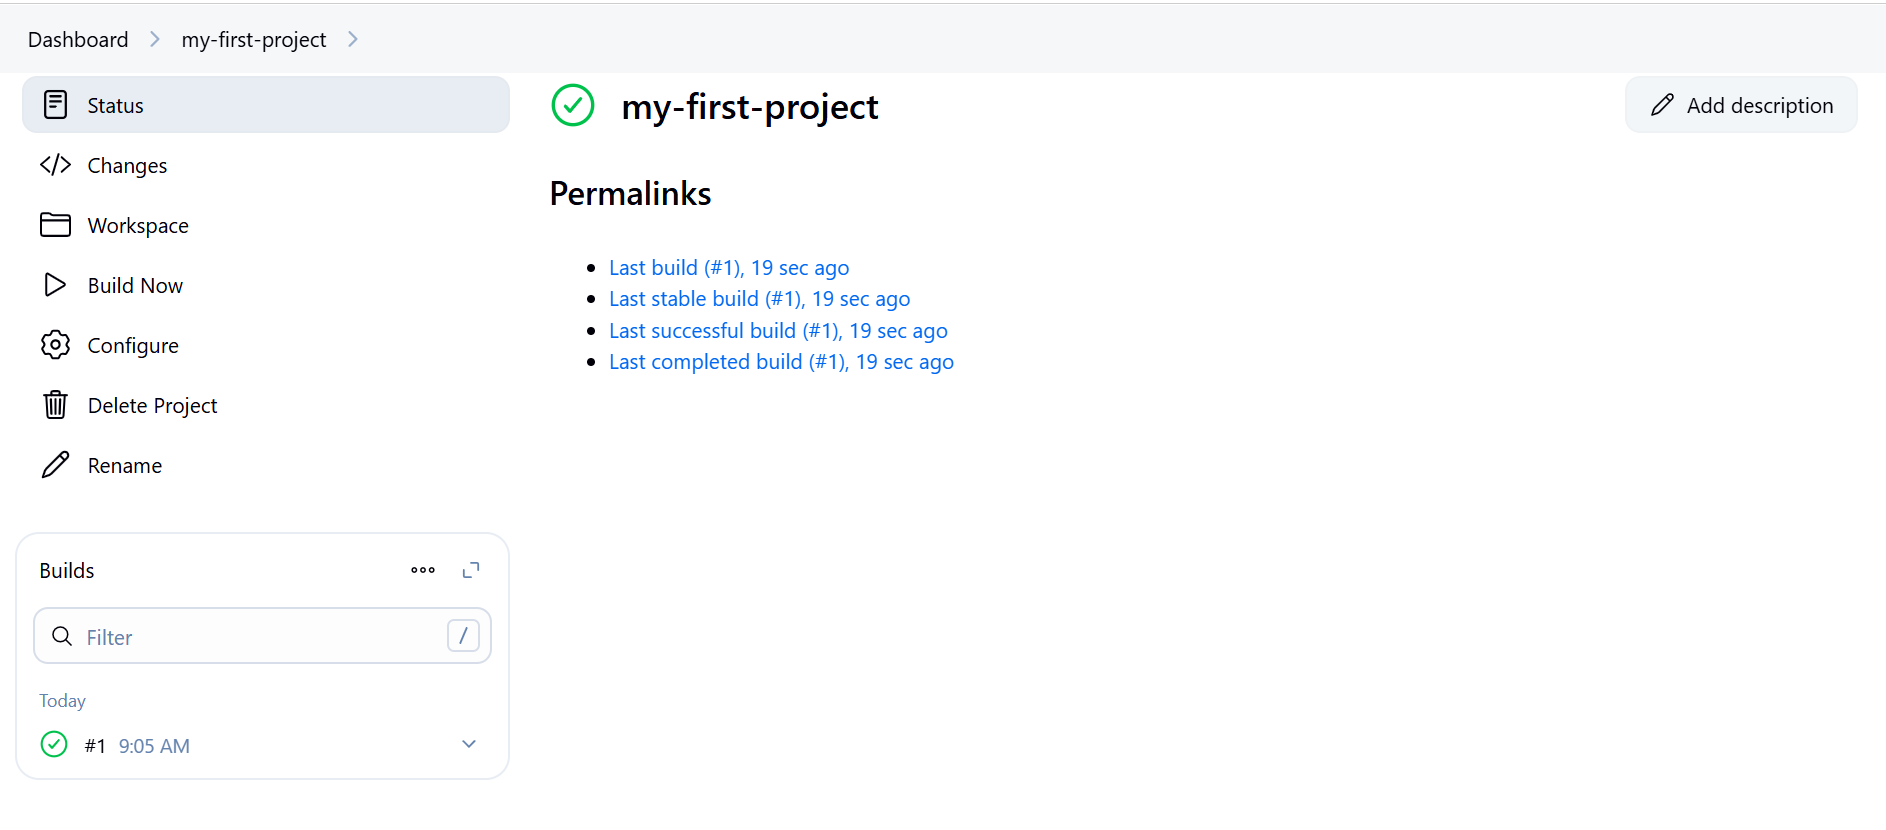 Dashboard > my-first-project >
Status
Changes
Workspace
Build Now
Configure
Delete Project
Rename
Builds
Filter /
Today
#1 9:05 AM
my-first-project
Add description
Permalinks
Last build (#1), 19 sec ago
Last stable build (#1), 19 sec ago
Last successful build (#1), 19 sec ago
Last completed build (#1), 19 sec ago